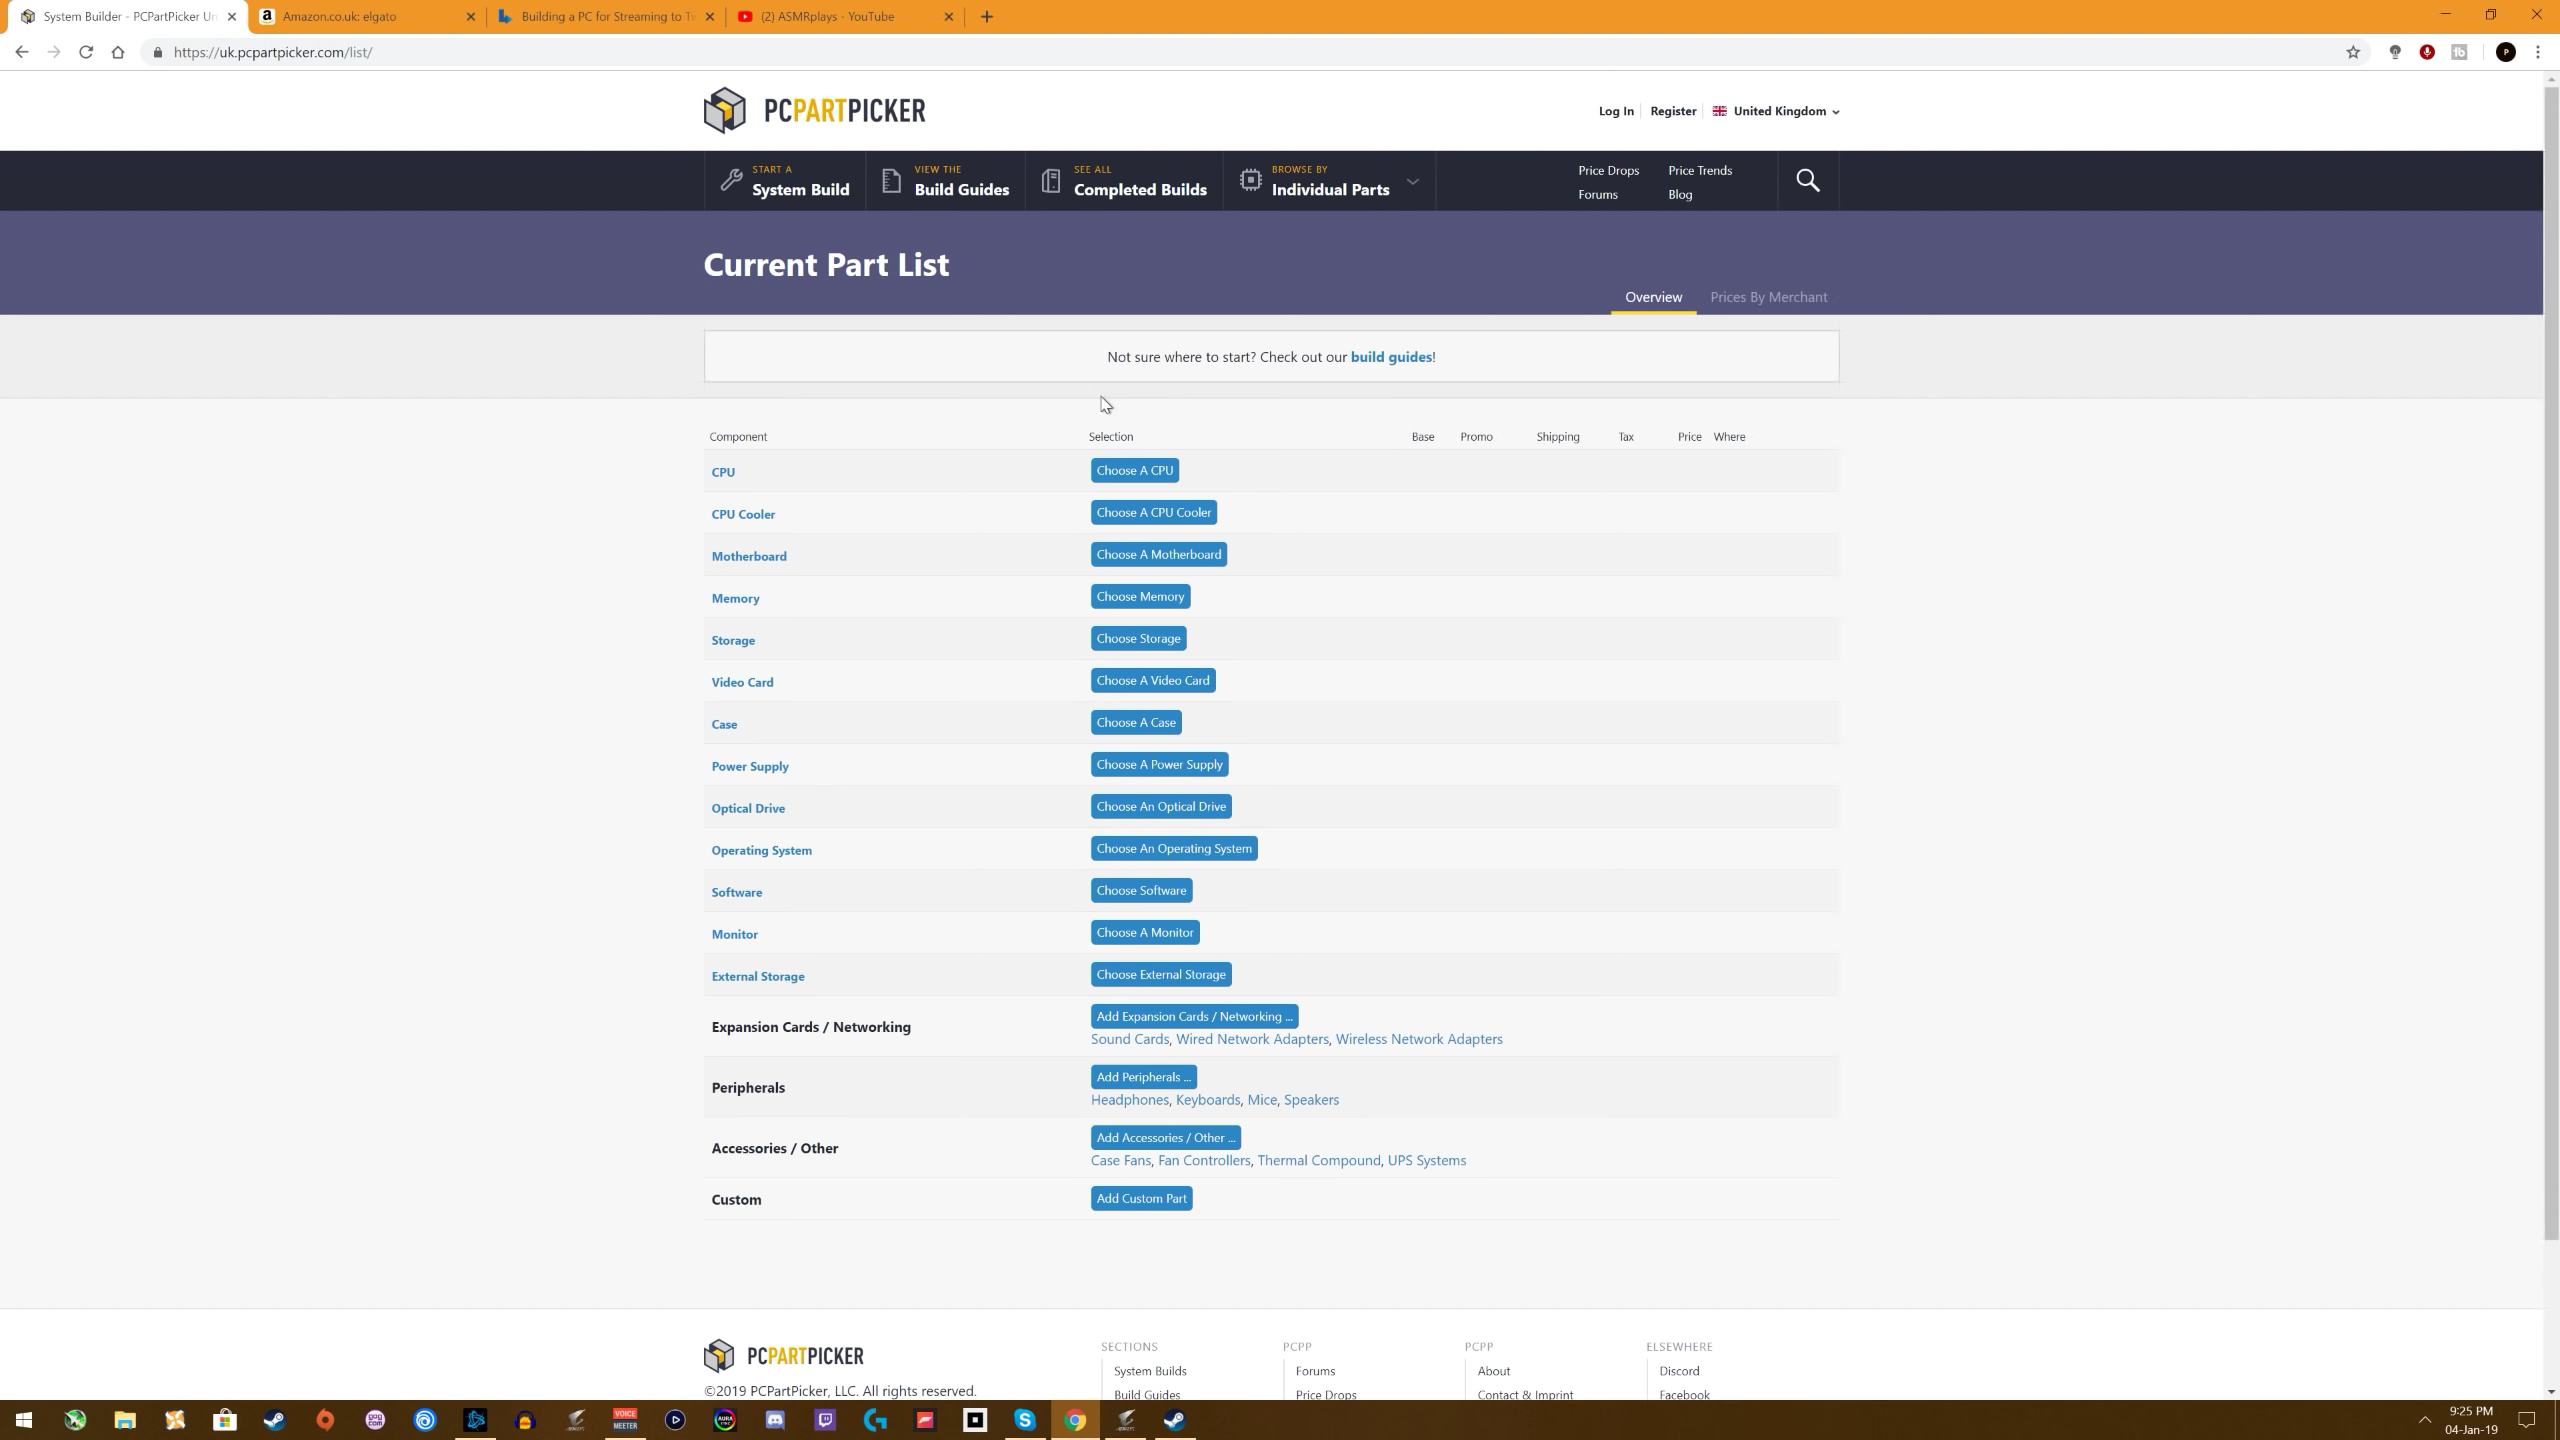 System Builder - PCPartPicker Un
Amazon.co.uk: elgato
Building a PC for Streaming to Tw
(2) ASMRplays - YouTube
https://uk.pcpartpicker.com/list/
PCPARTPICKER
Log In
Register
United Kingdom
START A
System Build
VIEW THE
Build Guides
SEE ALL
Completed Builds
BROWSE BY
Individual Parts
Price Drops
Price Trends
Forums
Blog
Current Part List
Overview
Prices By Merchant
Not sure where to start? Check out our build guides!
Component Selection Base Promo Shipping Tax Price Where
CPU Choose A CPU
CPU Cooler Choose A CPU Cooler
Motherboard Choose A Motherboard
Memory Choose Memory
Storage Choose Storage
Video Card Choose A Video Card
Case Choose A Case
Power Supply Choose A Power Supply
Optical Drive Choose An Optical Drive
Operating System Choose An Operating System
Software Choose Software
Monitor Choose A Monitor
External Storage Choose External Storage
Expansion Cards / Networking Add Expansion Cards / Networking ...
Sound Cards, Wired Network Adapters, Wireless Network Adapters
Peripherals Add Peripherals ...
Headphones, Keyboards, Mice, Speakers
Accessories / Other Add Accessories / Other ...
Case Fans, Fan Controllers, Thermal Compound, UPS Systems
Custom Add Custom Part
PCPARTPICKER
©2019 PCPartPicker, LLC. All rights reserved.
SECTIONS
System Builds
Build Guides
PCPP
Forums
Price Drops
PCPP
About
Contact & Imprint
ELSEWHERE
Discord
Facebook
VOICE
MEETER
9:25 PM
04-Jan-19